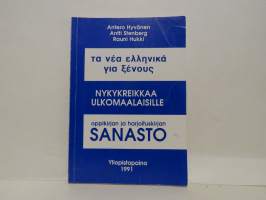 Antero Hyvönen
Antti Stenberg
Rauni Hukki
τα νέα ελληνικά
για ξένους
NYKYKREIKKAA
ULKOMAALAISILLE
oppikirjan ja harjoituskirjan
SANASTO
Yliopistopaino
1991